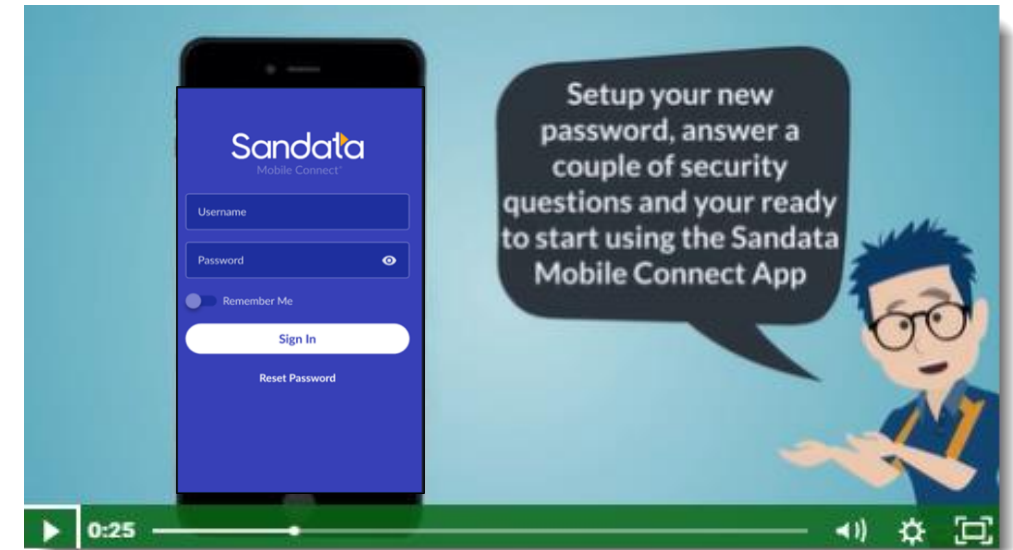 Sandata
Mobile Connect
Username
Password
Remember Me
Sign In
Reset Password
Setup your new
password, answer a
couple of security
questions and your ready
to start using the Sandata
Mobile Connect App
0:25